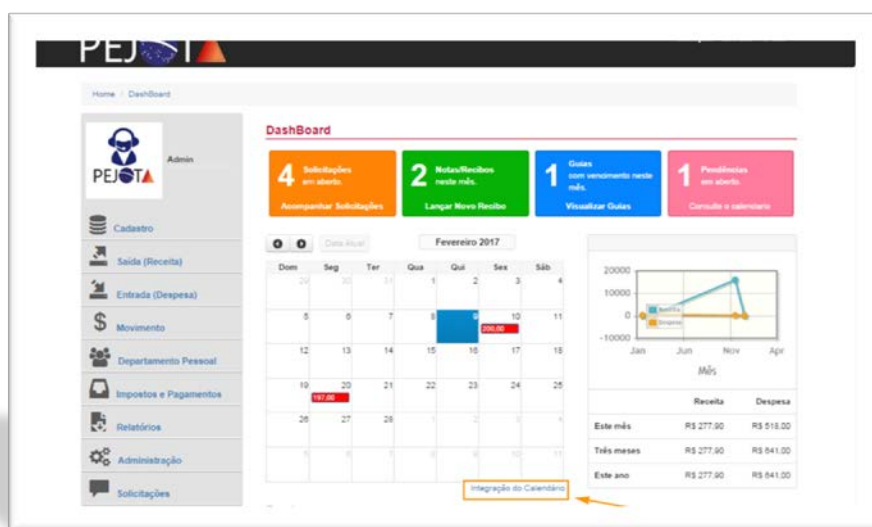 PEJOTA
Home / DashBoard
PEJOTA
Admin
Cadastro
Saída (Receita)
Entrada (Despesa)
Movimento
Departamento Pessoal
Impostos e Pagamentos
Relatórios
Administração
Solicitações
DashBoard
4 Solicitações
em aberto.
Acompanhar Solicitações
2 Notas/Recibos
neste mês.
Lançar Novo Recibo
1 Guias
com vencimento neste
mês.
Visualizar Guias
1 Pendências
em aberto.
Consulte o calendario
Data Atual
Fevereiro 2017
Dom Seg Ter Qua Qui Sex Sáb
29 30 31 1 2 3 4
5 6 7 8 9 10 11
200,00
12 13 14 15 16 17 18
19 20 21 22 23 24 25
197,00
26 27 28 1 2 3 4
5 6 7 8 9 10 11
Integração do Calendário
20000
10000
0
-10000
Receita
Despesa
Jan Jun Nov Apr
Mês
Receita Despesa
Este mês R$ 277,90 R$ 518,00
Três meses R$ 277,90 R$ 641,00
Este ano R$ 277,90 R$ 641,00